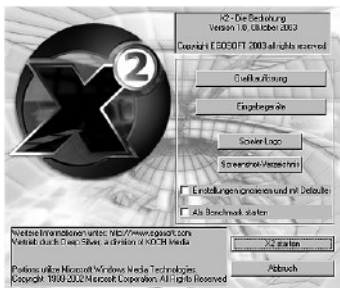 X2 - Die Bedrohung
Version 1.0, Oktober 2003
Copyright EGOSOFT 2003 all rights reserved
X 2
Grafikauflösung
Eingabegeräte
Spieler-Logo
Screenshot-Verzeichnis
Einstellungen ignorieren und mit Defaults
Als Benchmark starten
Weitere Informationen unter: http://www.egosoft.com
Vertrieb durch Deep Silver, a division of KOCH Media
X2 starten
Portions utilize Microsoft Windows Media Technologies.
Copyright 1999-2002 Microsoft Corporation. All Rights Reserved
Abbruch